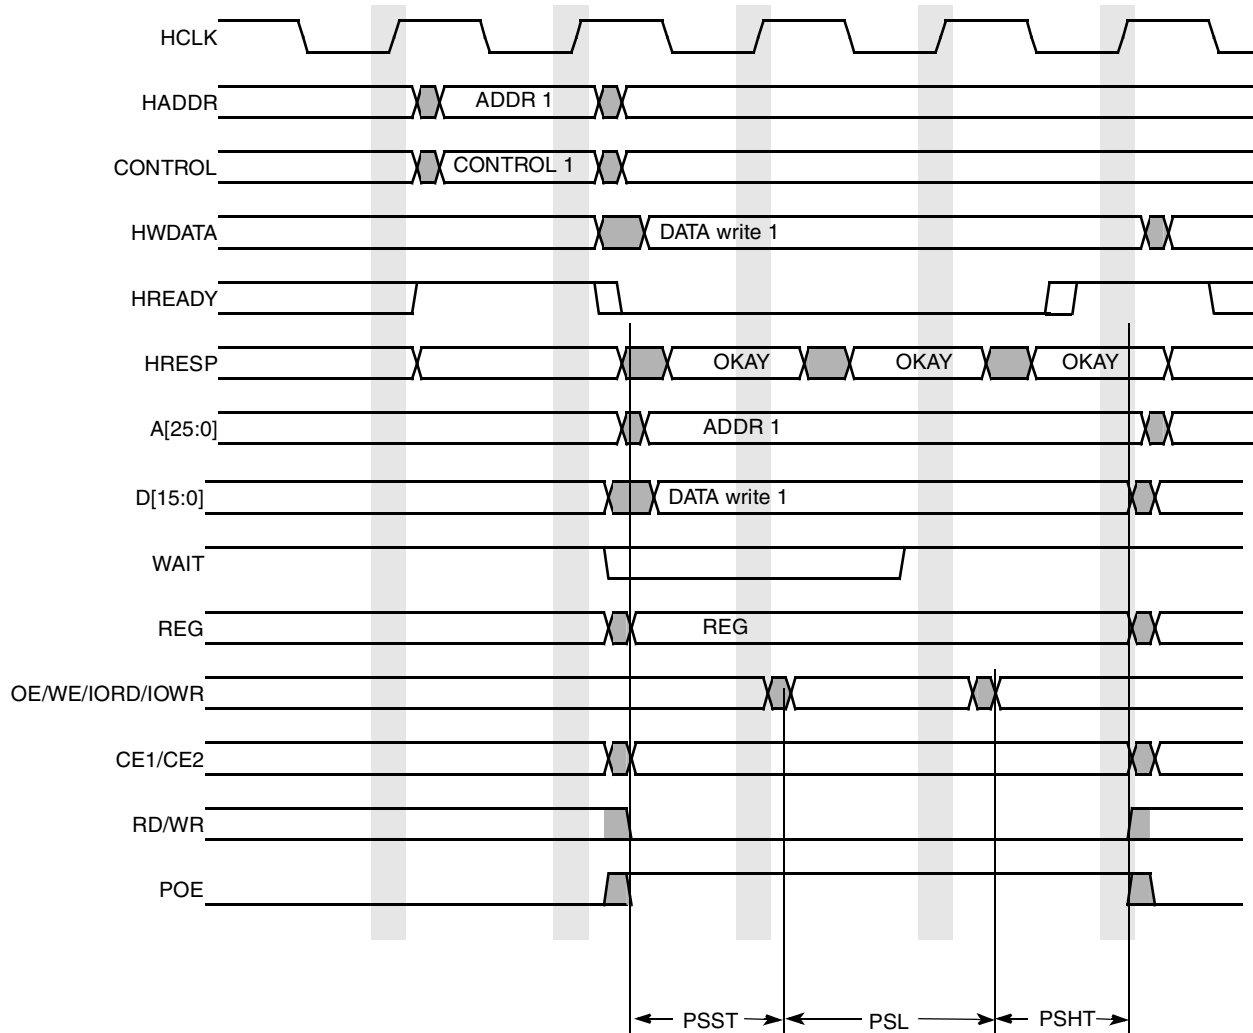 HCLK
HADDR ADDR 1
CONTROL CONTROL 1
HWDATA DATA write 1
HREADY
HRESP OKAY OKAY OKAY
A[25:0] ADDR 1
D[15:0] DATA write 1
WAIT
REG REG
OE/WE/IORD/IOWR
CE1/CE2
RD/WR
POE
PSST PSL PSHT